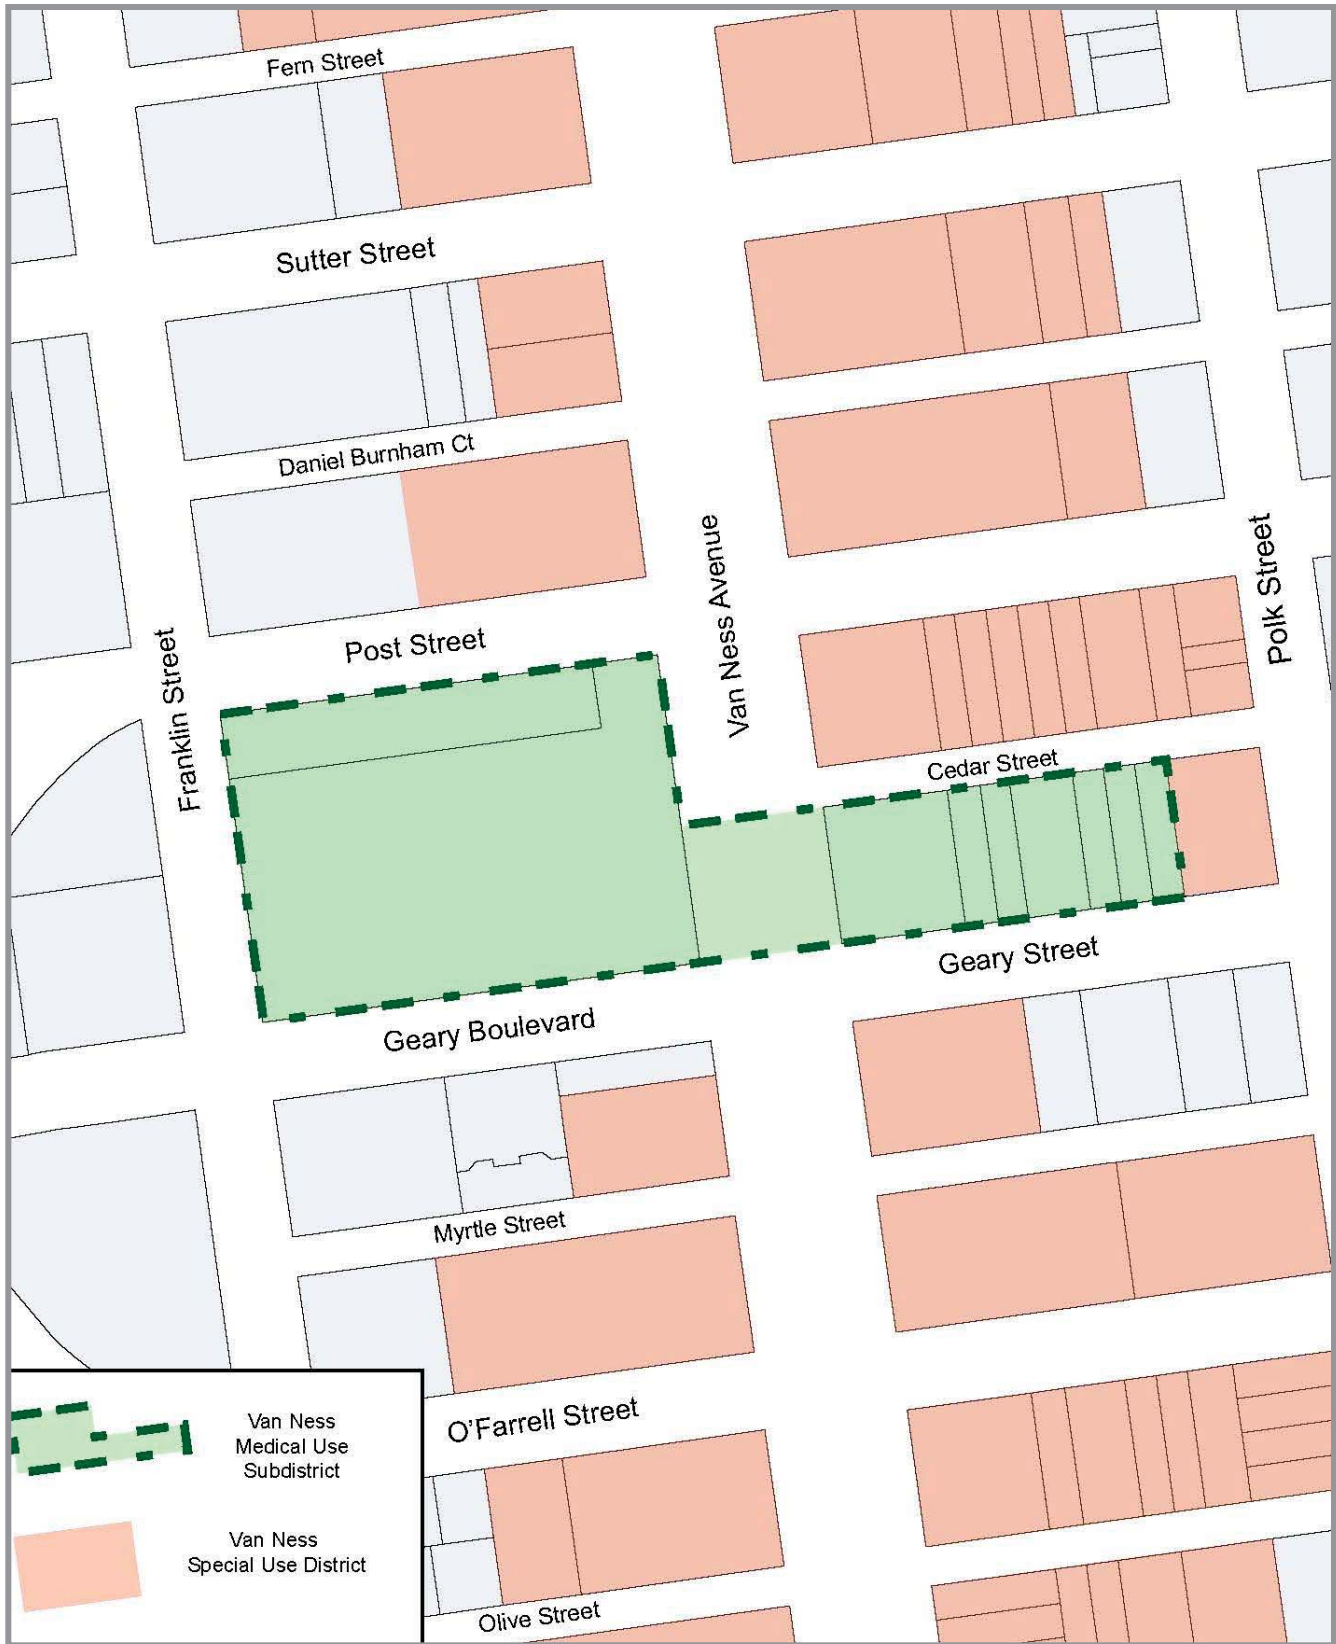 Fern Street
Sutter Street
Daniel Burnham Ct
Van Ness Avenue
Polk Street
Post Street
Franklin Street
Cedar Street
Geary Street
Geary Boulevard
Myrtle Street
O'Farrell Street
Olive Street
Van Ness
Medical Use
Subdistrict
Van Ness
Special Use District